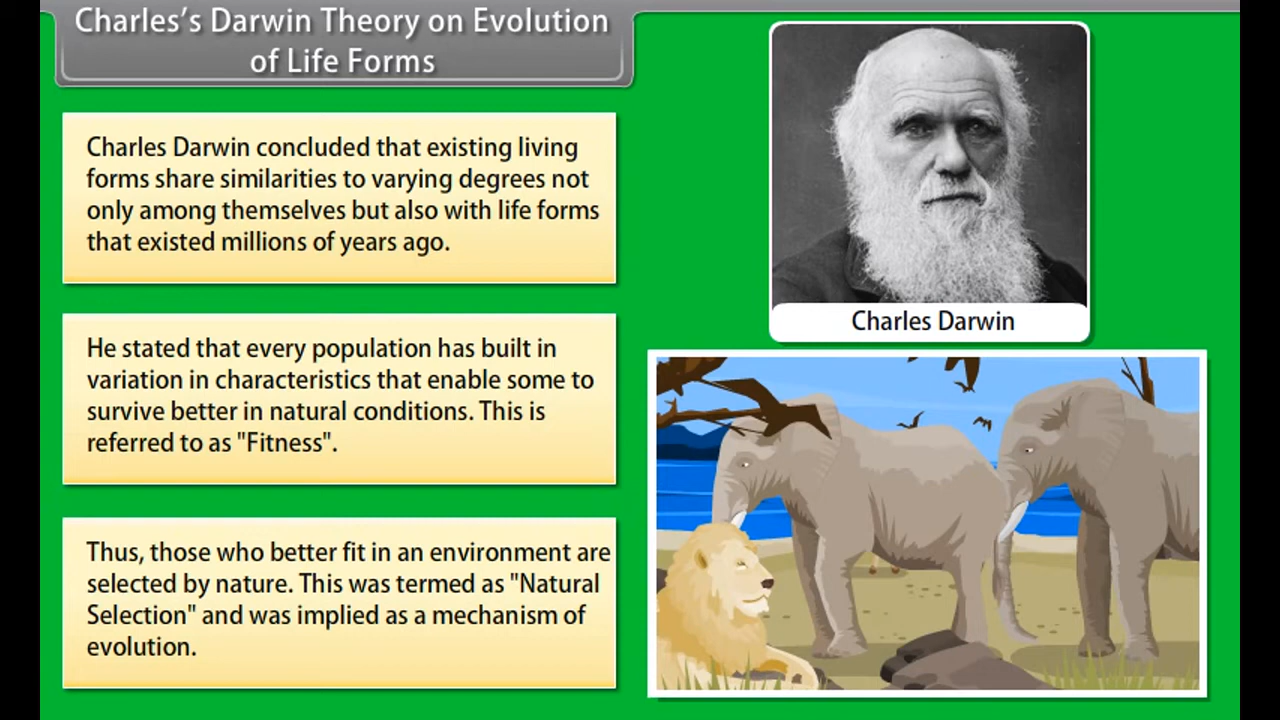 Charles’s Darwin Theory on Evolution
of Life Forms
Charles Darwin concluded that existing living
forms share similarities to varying degrees not
only among themselves but also with life forms
that existed millions of years ago.
He stated that every population has built in
variation in characteristics that enable some to
survive better in natural conditions. This is
referred to as "Fitness".
Thus, those who better fit in an environment are
selected by nature. This was termed as "Natural
Selection" and was implied as a mechanism of
evolution.
Charles Darwin